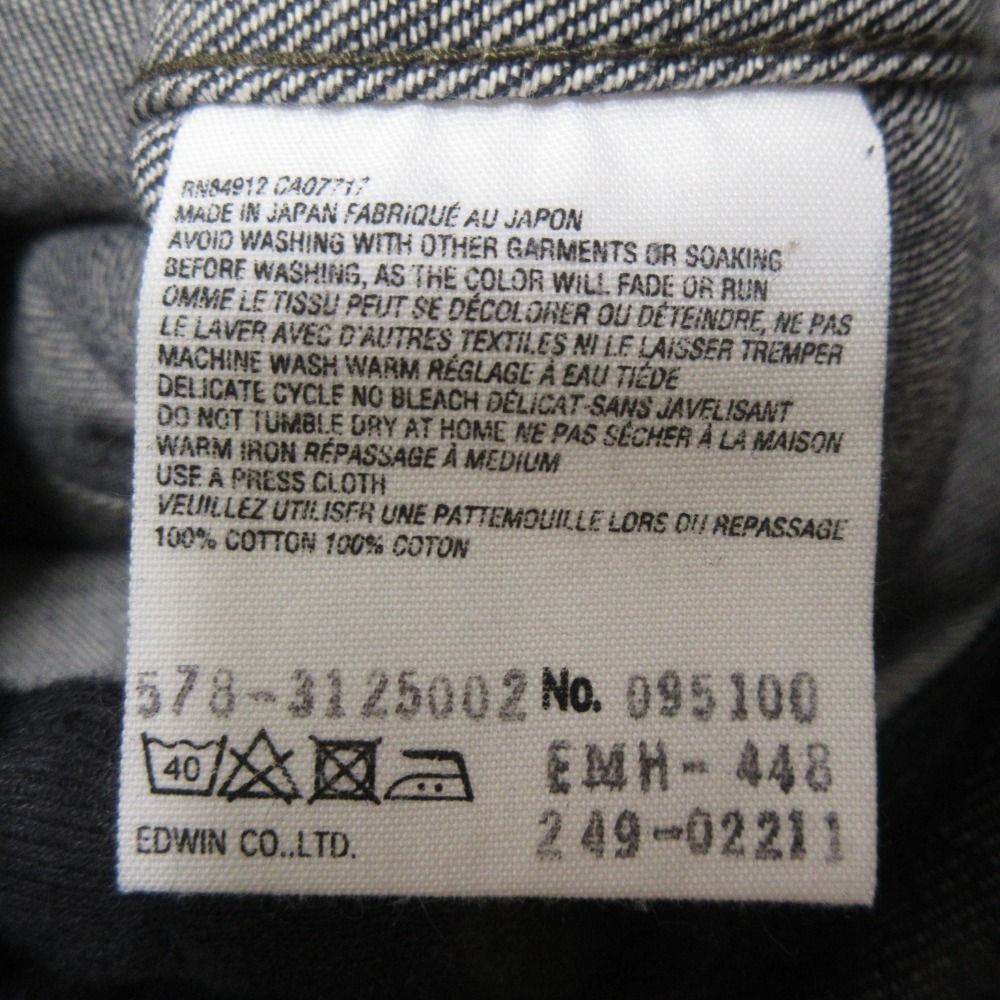 RN84912 CA07717
MADE IN JAPAN FABRIQUÉ AU JAPON
AVOID WASHING WITH OTHER GARMENTS OR SOAKING
BEFORE WASHING, AS THE COLOR WILL FADE OR RUN
OMME LE TISSU PEUT SE DÉCOLORER OU DÉTEINDRE, NE PAS
LE LAVER AVEC D'AUTRES TEXTILES NI LE LAISSER TREMPER
MACHINE WASH WARM RÉGLAGE À EAU TIÉDE
DELICATE CYCLE NO BLEACH DÉLICAT-SANS JAVELISANT
DO NOT TUMBLE DRY AT HOME NE PAS SÉCHER À LA MAISON
WARM IRON RÉPASSAGE À MEDIUM
USE A PRESS CLOTH
VEUILLEZ UTILISER UNE PATTEMOUILLE LORS DU REPASSAGE
100% COTTON 100% COTON
578-3125002 No. 095100
40 EMH-448
EDWIN CO.,LTD. 249-02211